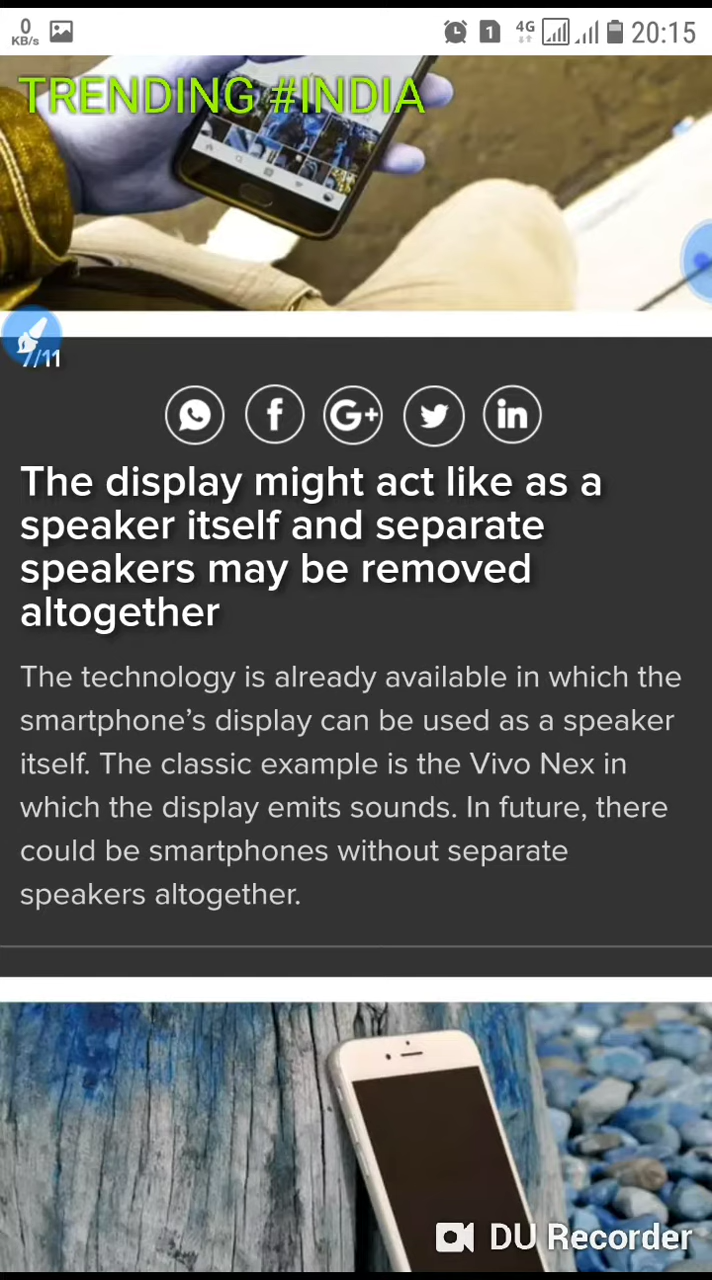 0
KB/s
1
4G
20:15
TRENDING #INDIA
7/11
f
G+
in
The display might act like as a
speaker itself and separate
speakers may be removed
altogether
The technology is already available in which the
smartphone’s display can be used as a speaker
itself. The classic example is the Vivo Nex in
which the display emits sounds. In future, there
could be smartphones without separate
speakers altogether.
DU Recorder